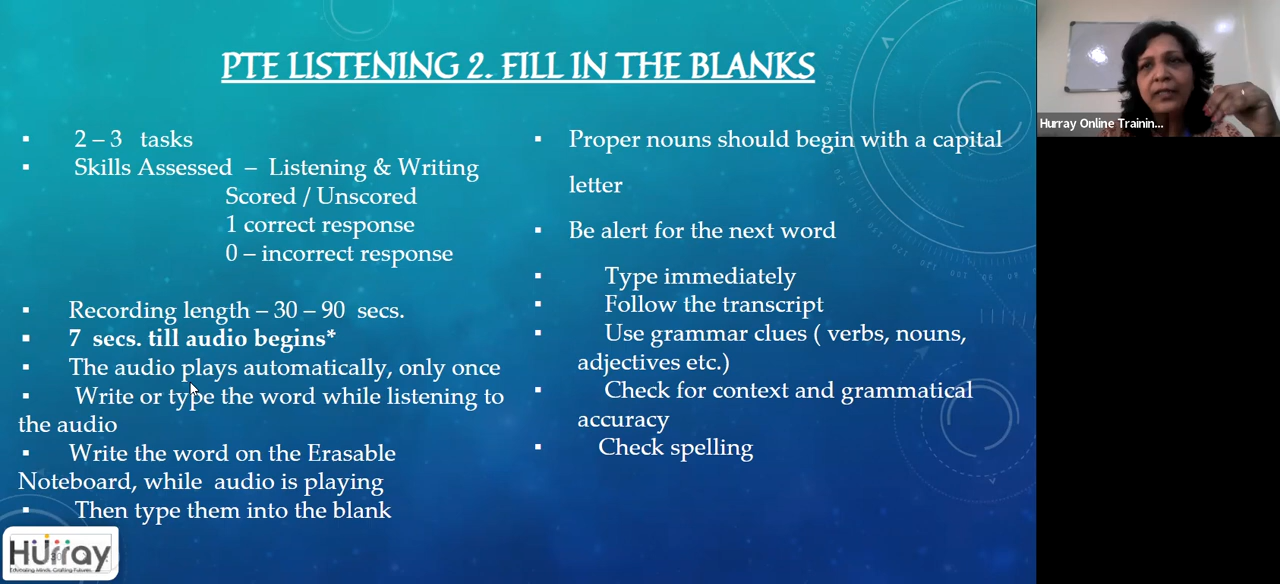 PTE LISTENING 2. FILL IN THE BLANKS
▪ 2 – 3 tasks
▪ Skills Assessed – Listening & Writing
Scored / Unscored
1 correct response
0 – incorrect response
▪ Recording length – 30 – 90 secs.
▪ 7 secs. till audio begins*
▪ The audio plays automatically, only once
▪ Write or type the word while listening to
the audio
▪ Write the word on the Erasable
Noteboard, while audio is playing
▪ Then type them into the blank
▪ Proper nouns should begin with a capital
letter
▪ Be alert for the next word
▪ Type immediately
▪ Follow the transcript
▪ Use grammar clues ( verbs, nouns,
adjectives etc.)
▪ Check for context and grammatical
accuracy
▪ Check spelling
Hurray Online Trainin...
Hurray